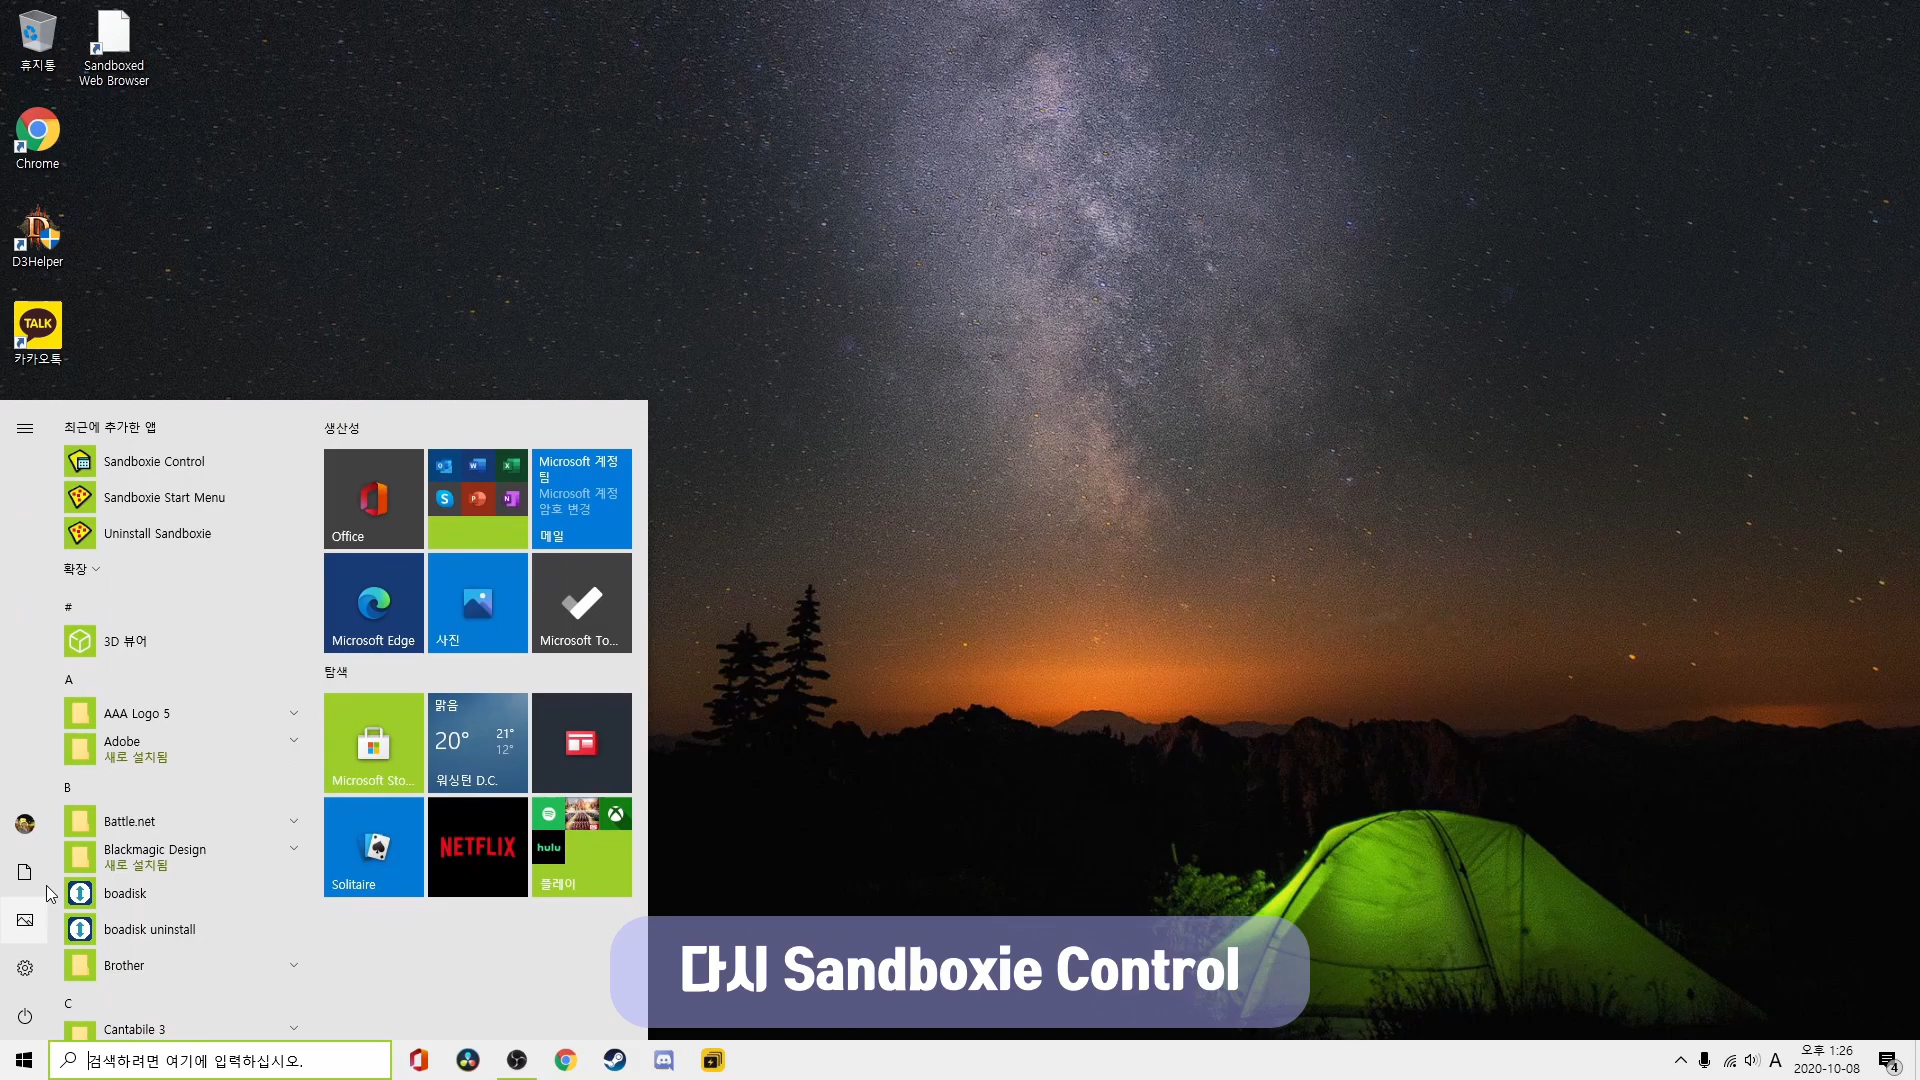 휴지통
Sandboxed
Web Browser
Chrome
D3Helper
TALK
카카오톡
최근에 추가한 앱
Sandboxie Control
Sandboxie Start Menu
Uninstall Sandboxie
확장
#
3D 뷰어
A
AAA Logo 5
Adobe
새로 설치됨
B
Battle.net
Blackmagic Design
새로 설치됨
boadisk
boadisk uninstall
Brother
C
Cantabile 3
생산성
Office
Microsoft 계정
팀
Microsoft 계정
암호 변경
메일
Microsoft Edge
사진
Microsoft To...
탐색
Microsoft Sto...
맑음
20°
21°
12°
워싱턴 D.C.
Solitaire
NETFLIX
hulu
플레이
다시 Sandboxie Control
검색하려면 여기에 입력하십시오.
A
오후 1:26
2020-10-08
4